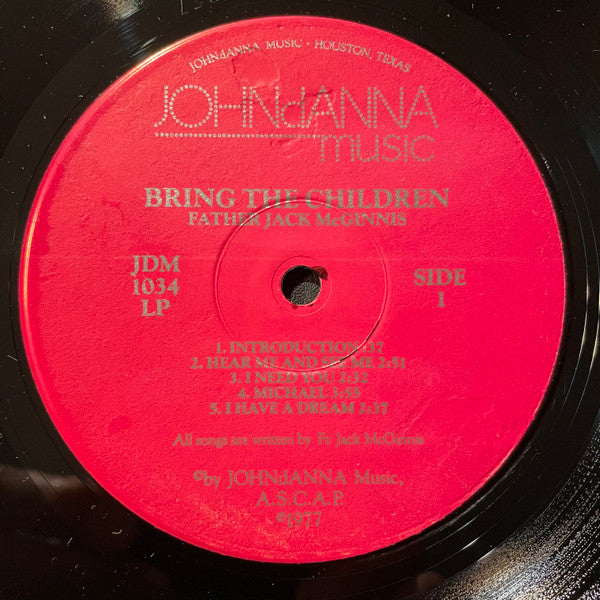 JOHNdANNA MUSIC • HOUSTON, TEXAS
JOHNdANNA
music
BRING THE CHILDREN
FATHER JACK McGINNIS
JDM
1034
LP
SIDE
1
1. INTRODUCTION :37
2. HEAR ME AND SEE ME 2:51
3. I NEED YOU 2:32
4. MICHAEL 3:55
5. I HAVE A DREAM 2:37
All songs are written by Fr. Jack McGinnis
©by JOHNdANNA Music,
A.S.C.A.P.
℗1977